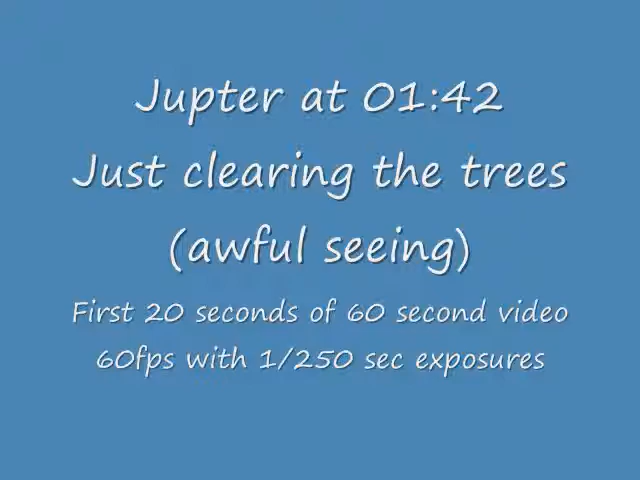 Jupter at 01:42
Just clearing the trees
(awful seeing)
First 20 seconds of 60 second video
60fps with 1/250 sec exposures